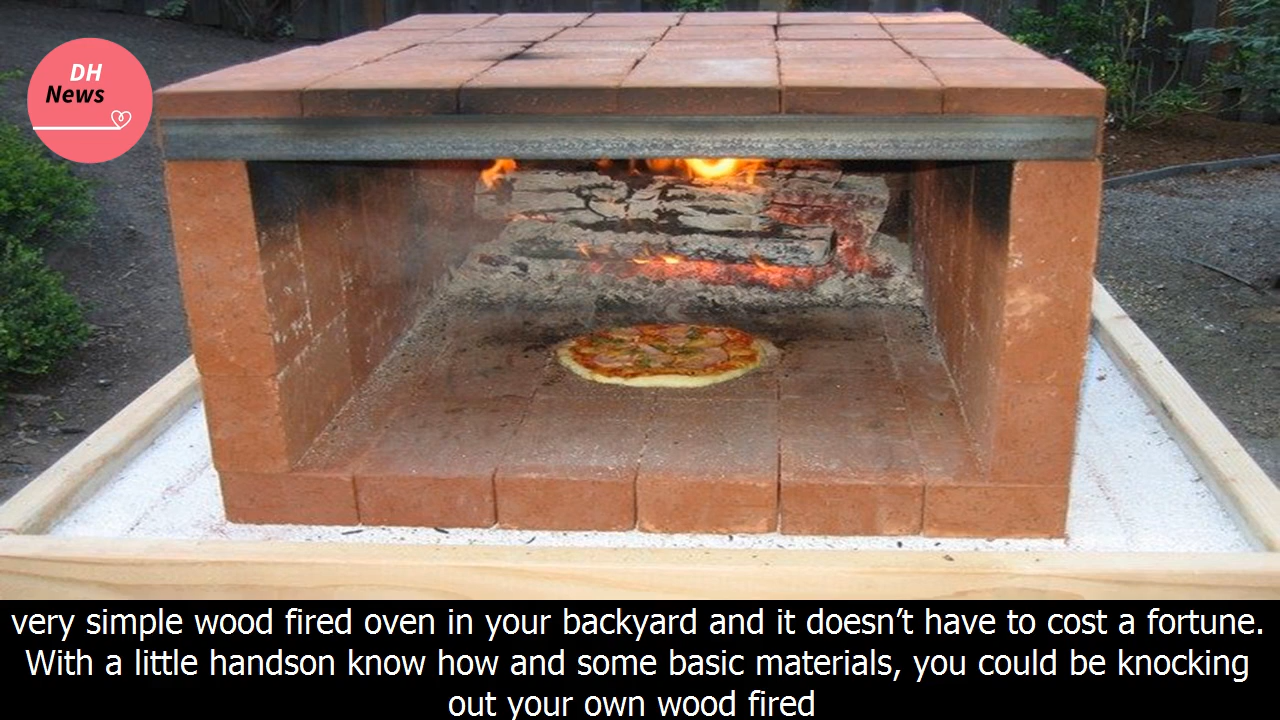 DH
News
very simple wood fired oven in your backyard and it doesn’t have to cost a fortune.
With a little handson know how and some basic materials, you could be knocking
out your own wood fired